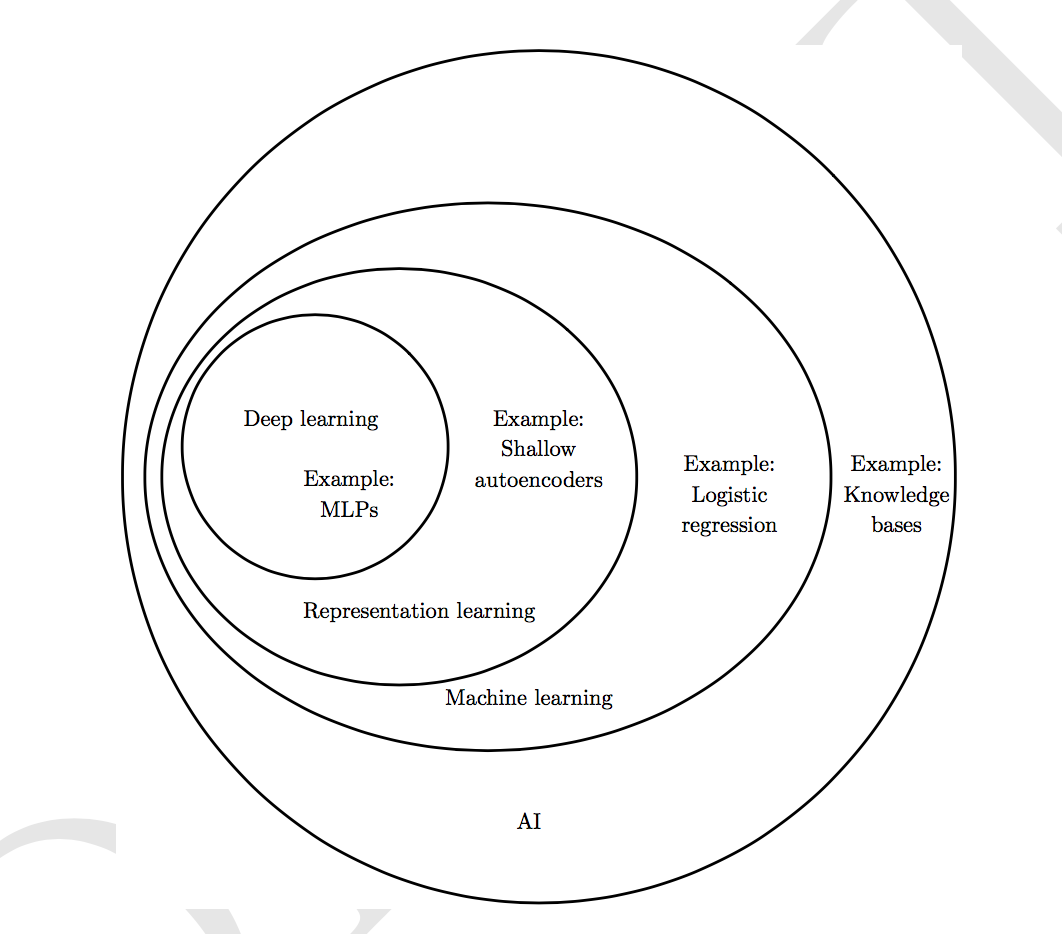 Deep learning
Example:
MLPs
Example:
Shallow
autoencoders
Example:
Logistic
regression
Example:
Knowledge
bases
Representation learning
Machine learning
AI